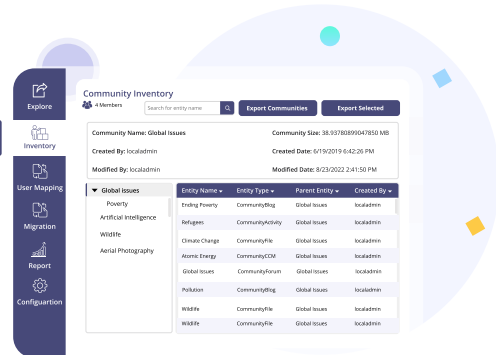 Explore
Inventory
User Mapping
Migration
Report
Configuartion
Community Inventory
4 Members
Search for entity name
Export Communities
Export Selected
Community Name: Global Issues
Community Size: 38.93780899047850 MB
Created By: localadmin
Created Date: 6/19/2019 6:42:26 PM
Modified By: localadmin
Modified Date: 8/23/2022 2:41:50 PM
Global issues
Poverty
Artificial Intelligence
Wildlife
Aerial Photography
Entity Name Entity Type Parent Entity Created By
Ending Poverty CommunityBlog Global Issues localadmin
Refugees CommunityActivity Global Issues localadmin
Climate Change CommunityFile Global Issues localadmin
Atomic Energy CommunityCCM Global Issues localadmin
Global Issues CommunityForum Global Issues localadmin
Pollution CommunityBlog Global Issues localadmin
Wildlife CommunityFile Global Issues localadmin
Wildlife CommunityFile Global Issues localadmin